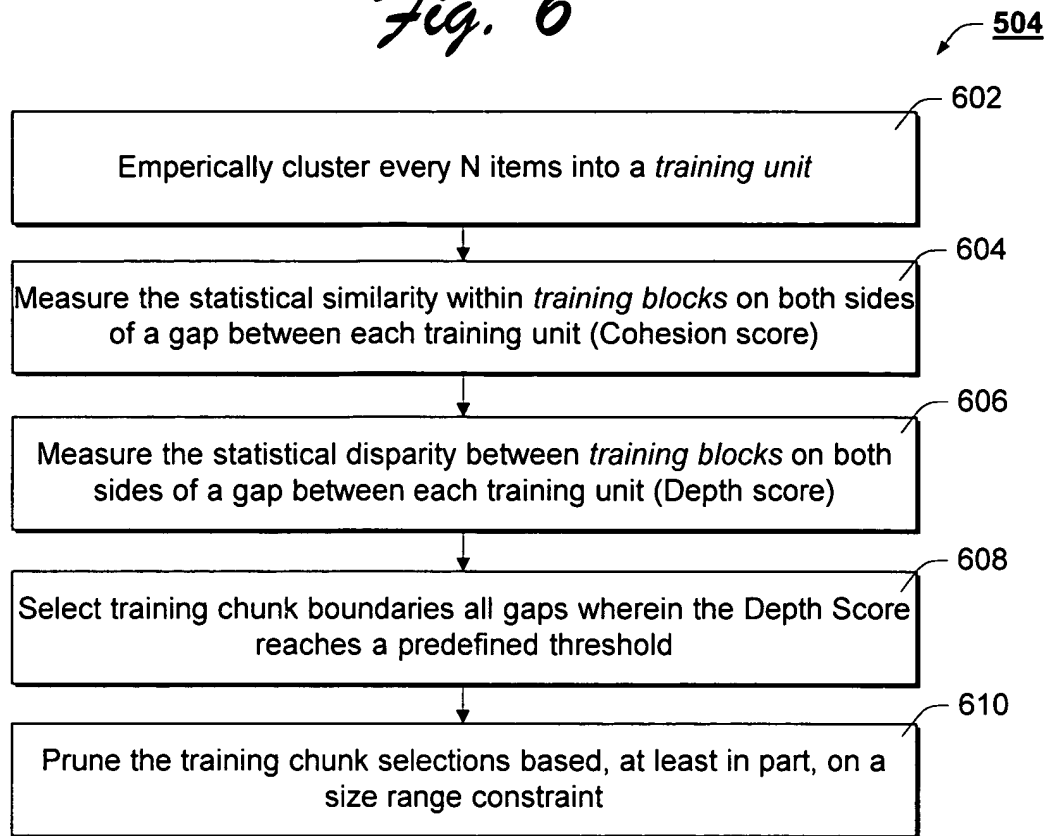 Fig. 6
504
602
Emperically cluster every N items into a training unit
604
Measure the statistical similarity within training blocks on both sides
of a gap between each training unit (Cohesion score)
606
Measure the statistical disparity between training blocks on both
sides of a gap between each training unit (Depth score)
608
Select training chunk boundaries all gaps wherein the Depth Score
reaches a predefined threshold
610
Prune the training chunk selections based, at least in part, on a
size range constraint